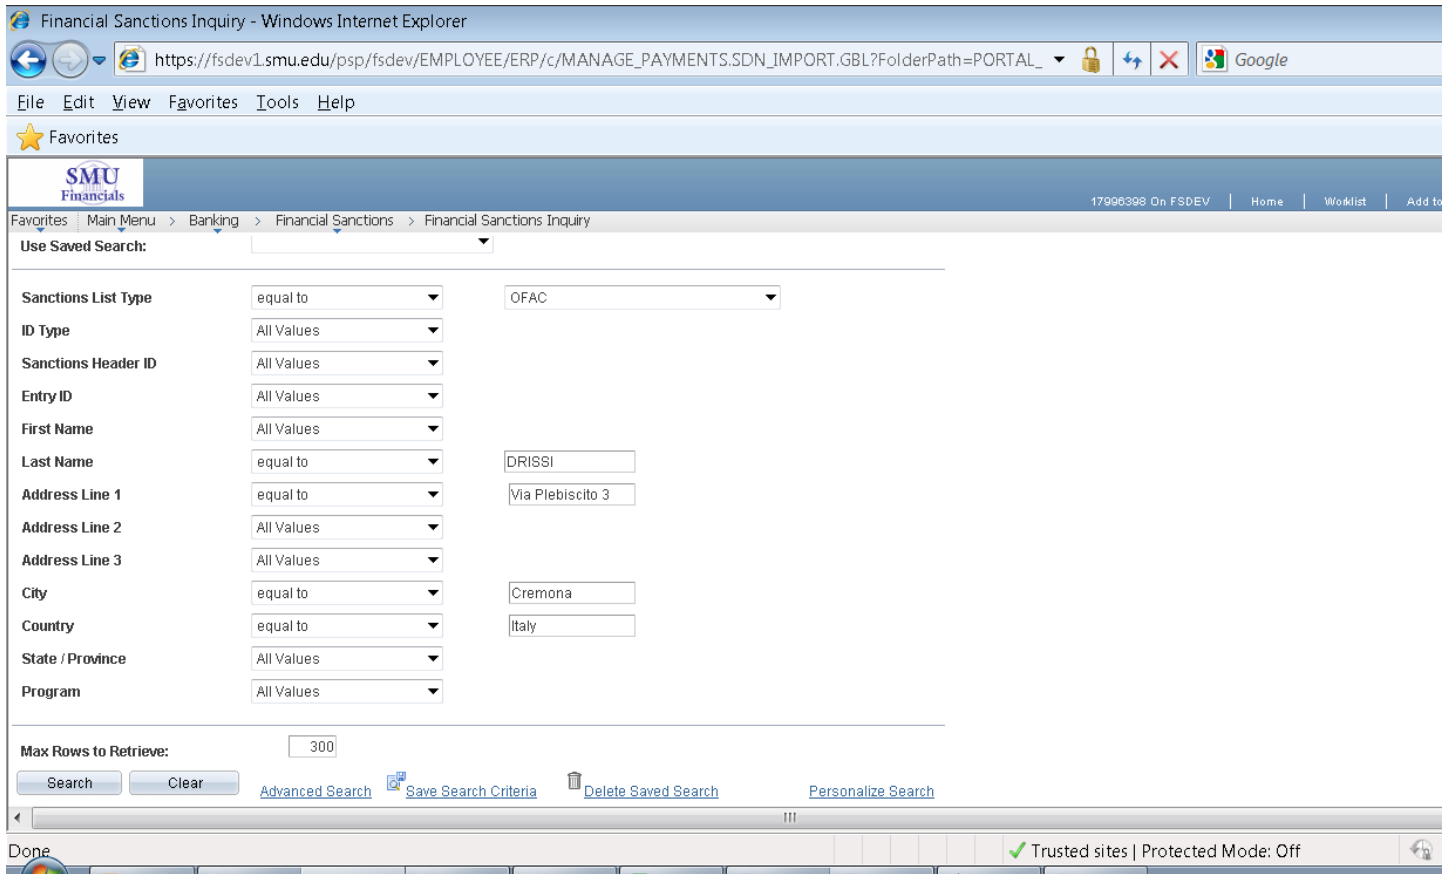 Financial Sanctions Inquiry - Windows Internet Explorer
https://fsdev1.smu.edu/psp/fsdev/EMPLOYEE/ERP/c/MANAGE_PAYMENTS.SDN_IMPORT.GBL?FolderPath=PORTAL_ Google
File Edit View Favorites Tools Help
Favorites
SMU
Financials
17996398 On FSDEV | Home | Worklist | Add to
Favorites Main Menu > Banking > Financial Sanctions > Financial Sanctions Inquiry
Use Saved Search:
Sanctions List Type equal to OFAC
ID Type All Values
Sanctions Header ID All Values
Entry ID All Values
First Name All Values
Last Name equal to DRISSI
Address Line 1 equal to Via Plebiscito 3
Address Line 2 All Values
Address Line 3 All Values
City equal to Cremona
Country equal to Italy
State / Province All Values
Program All Values
Max Rows to Retrieve: 300
Search Clear Advanced Search Save Search Criteria Delete Saved Search Personalize Search
Done Trusted sites | Protected Mode: Off